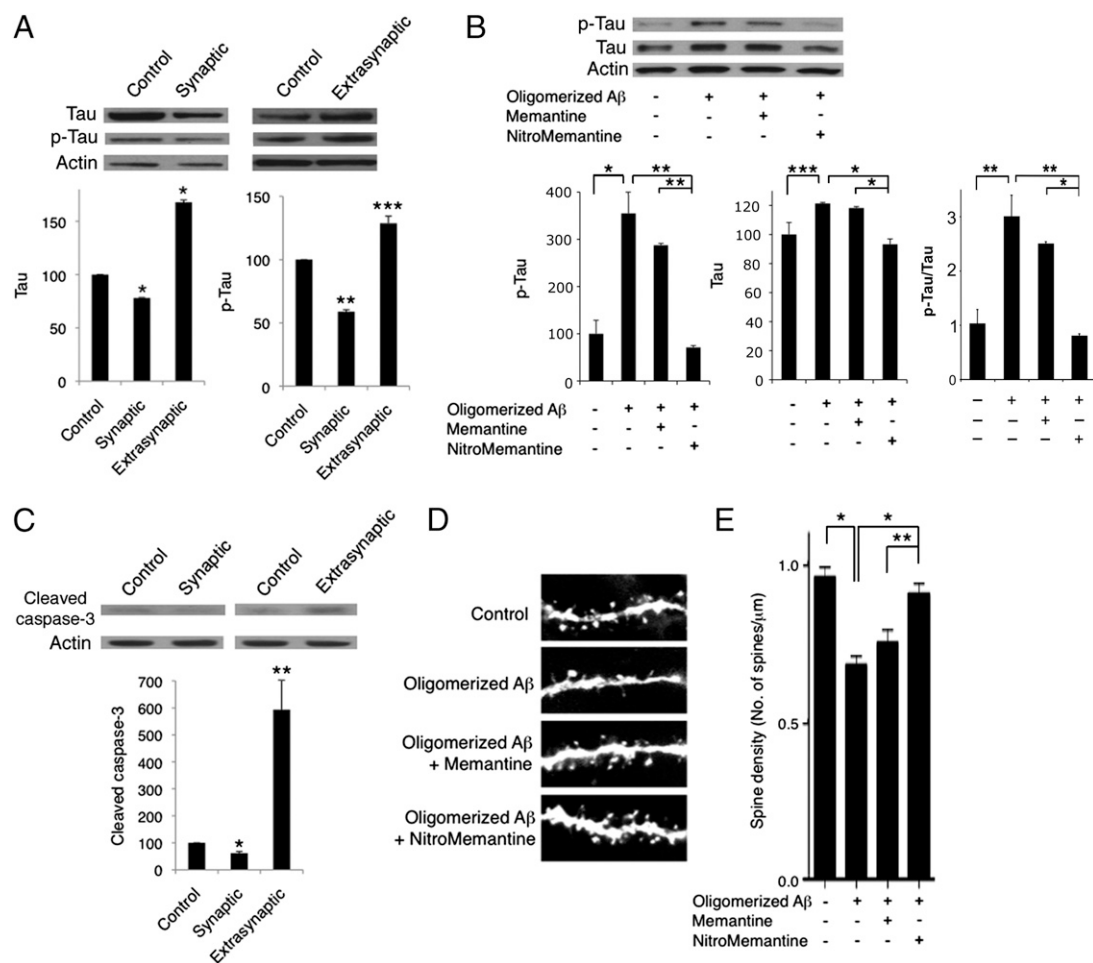 A
Control
Synaptic
Control
Extrasynaptic
Tau
p-Tau
Actin
Tau
150
100
50
0
*
*
Control
Synaptic
Extrasynaptic
p-Tau
150
100
50
0
**
***
Control
Synaptic
Extrasynaptic
B
p-Tau
Tau
Actin
Oligomerized Aβ - + + +
Memantine - - + -
NitroMemantine - - - +
p-Tau
400
300
200
100
0
* **
**
Oligomerized Aβ - + + +
Memantine - - + -
NitroMemantine - - - +
Tau
120
100
80
60
40
20
0
*** *
*
- + + +
- - + -
- - - +
p-Tau/Tau
3
2
1
0
** **
*
– + + +
– – + –
– – – +
C
Control
Synaptic
Control
Extrasynaptic
Cleaved
caspase-3
Actin
Cleaved caspase-3
700
600
500
400
300
200
100
0
*
**
Control
Synaptic
Extrasynaptic
D
Control
Oligomerized Aβ
Oligomerized Aβ
+ Memantine
Oligomerized Aβ
+ NitroMemantine
E
* *
**
Spine density (No. of spines/μm)
1.0
0.5
0.0
Oligomerized Aβ - + + +
Memantine - - + -
NitroMemantine - - - +